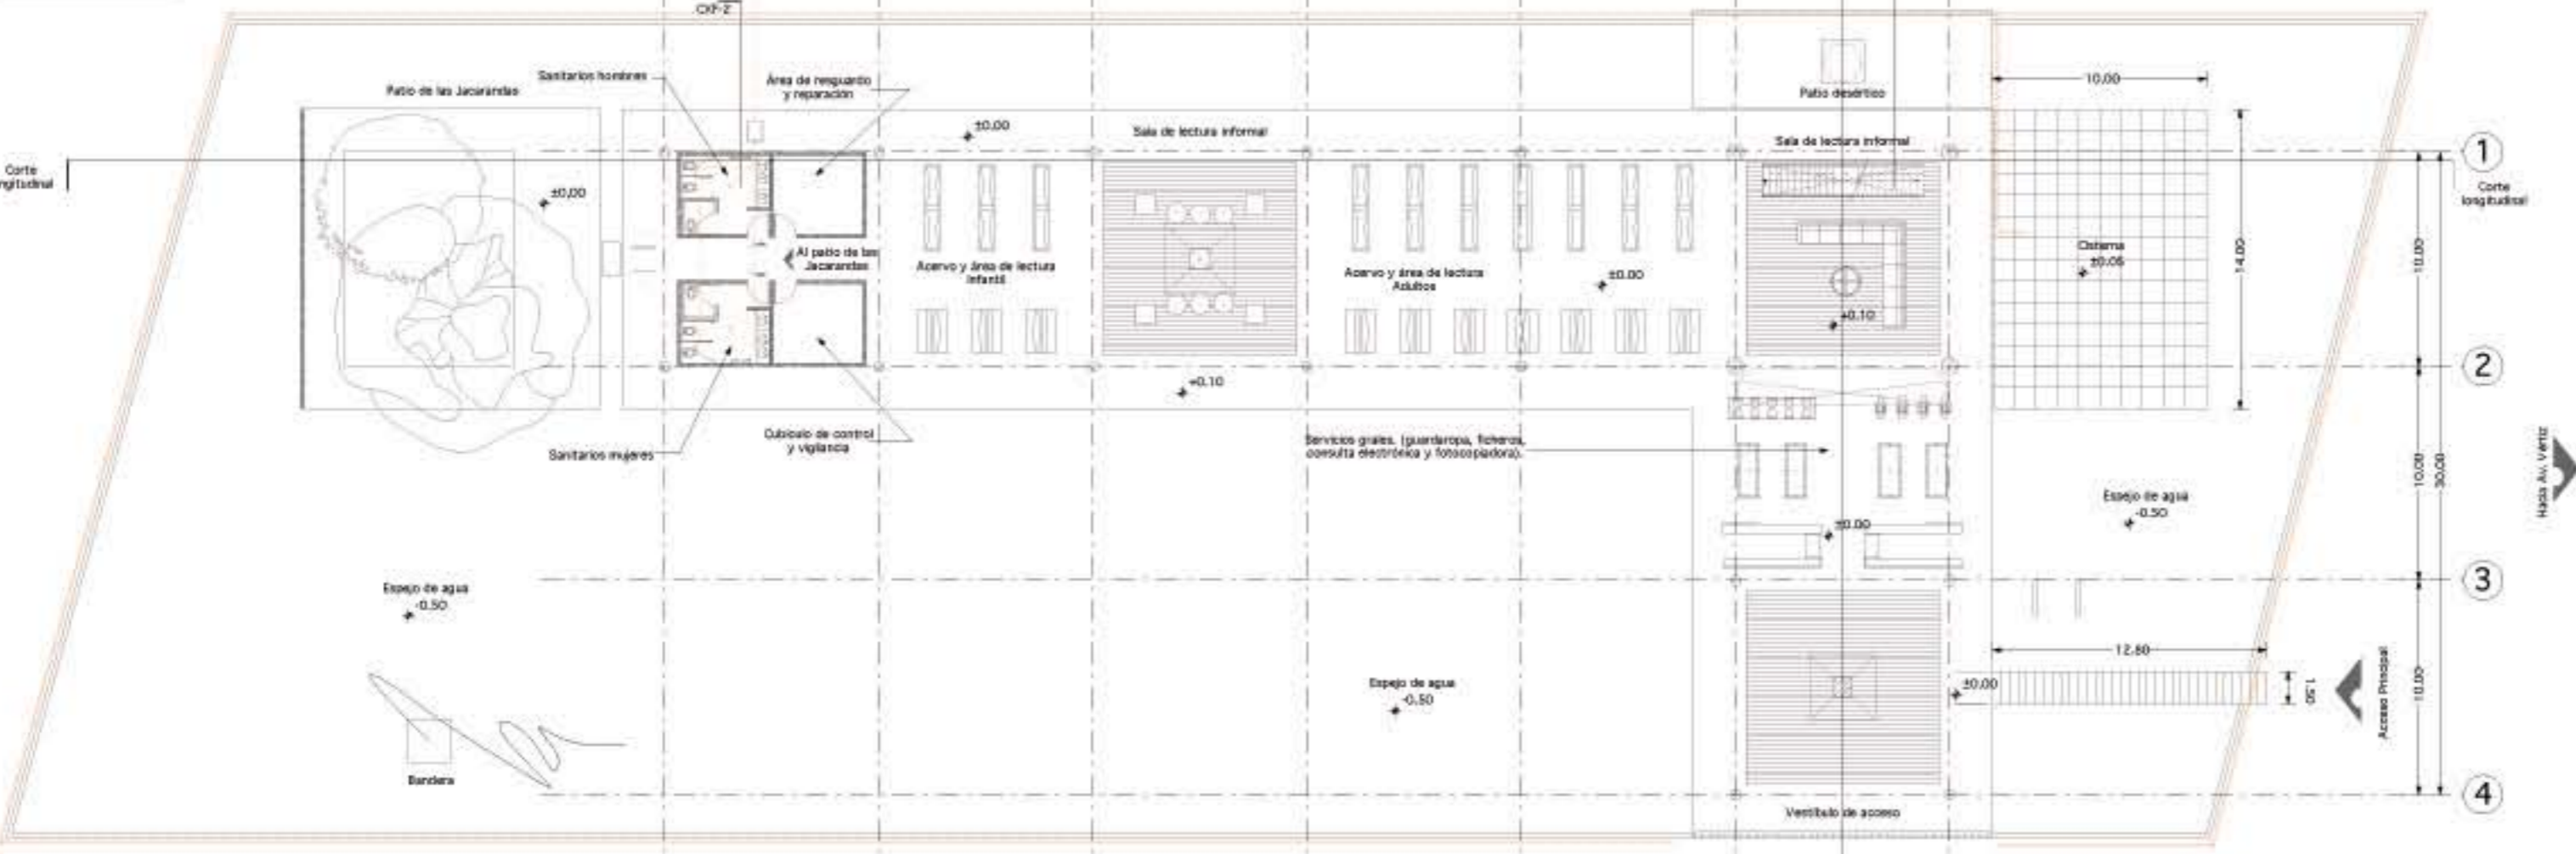 CXF-2'
Sanitarios hombres
Área de resguardo
y reparación
Patio de las Jacarandas
±0.00
Sala de lectura informal
Patio desértico
Sala de lectura informal
10.00
1
Corte
longitudinal
Corte
ngitudinal
±0.00
Al patio de las
Jacarandas
Acervo y área de lectura
Infantil
Acervo y área de lectura
Adultos
±0.00
+0.10
Cisterna
±0.05
14.00
10.00
2
+0.10
Cubículo de control
y vigilancia
Sanitarios mujeres
Servicios grales. (guardaropa, ficheros,
consulta electrónica y fotocopiadora).
±0.00
Espejo de agua
-0.50
10.00
30.00
Hacia Av. Vertiz
3
Espejo de agua
-0.50
Espejo de agua
-0.50
±0.00
12.80
1.50
Acceso Principal
10.00
Bandera
Vestíbulo de acceso
4